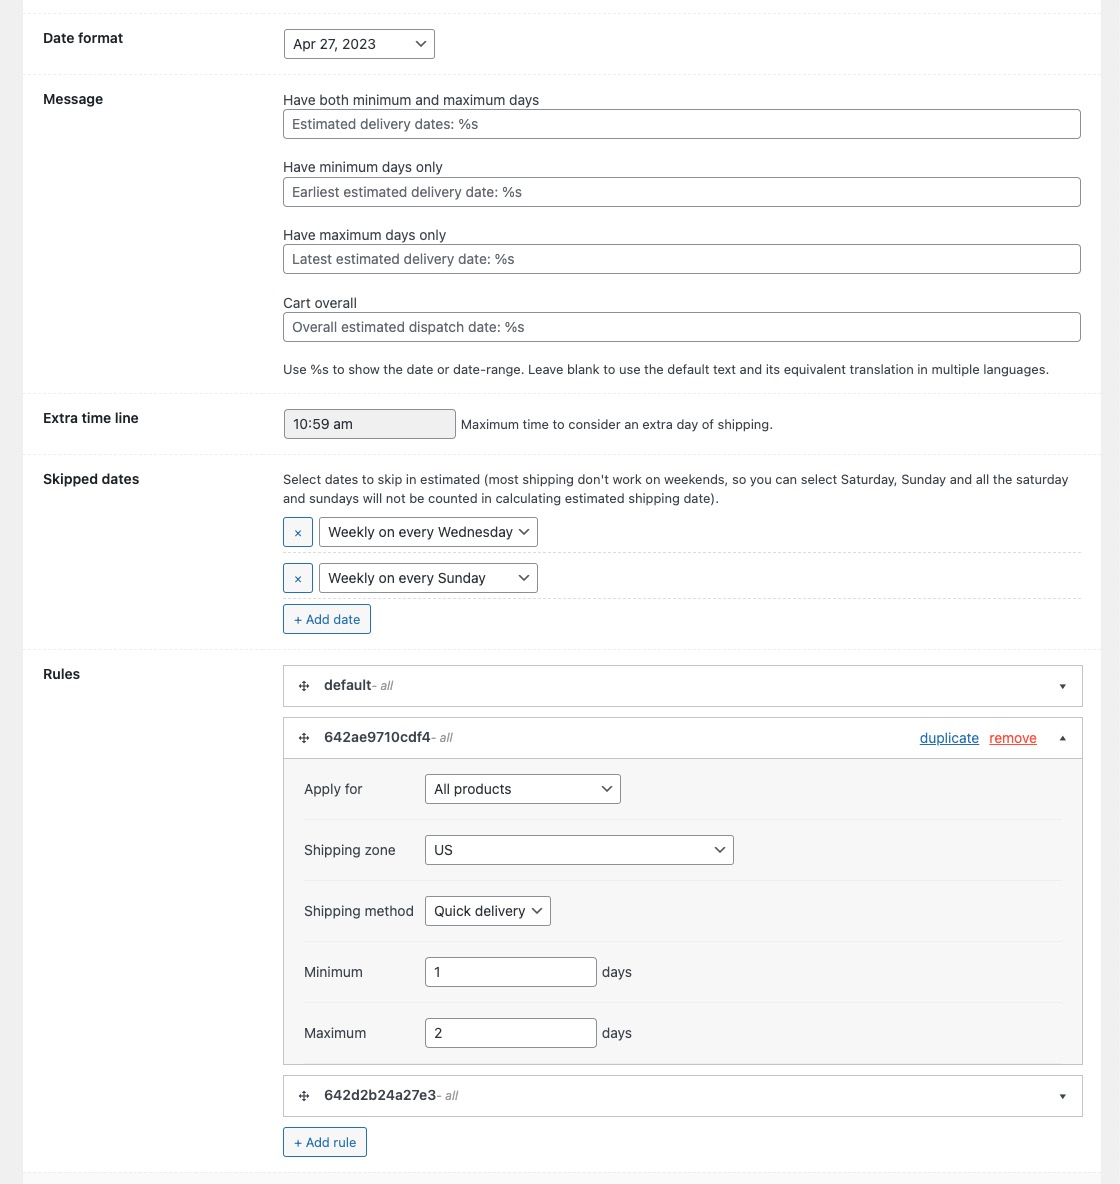 Date format
Apr 27, 2023
Message
Have both minimum and maximum days
Estimated delivery dates: %s
Have minimum days only
Earliest estimated delivery date: %s
Have maximum days only
Latest estimated delivery date: %s
Cart overall
Overall estimated dispatch date: %s
Use %s to show the date or date-range. Leave blank to use the default text and its equivalent translation in multiple languages.
Extra time line
10:59 am Maximum time to consider an extra day of shipping.
Skipped dates
Select dates to skip in estimated (most shipping don't work on weekends, so you can select Saturday, Sunday and all the saturday
and sundays will not be counted in calculating estimated shipping date).
× Weekly on every Wednesday
× Weekly on every Sunday
+ Add date
Rules
default- all
642ae9710cdf4- all duplicate remove
Apply for All products
Shipping zone US
Shipping method Quick delivery
Minimum 1 days
Maximum 2 days
642d2b24a27e3- all
+ Add rule